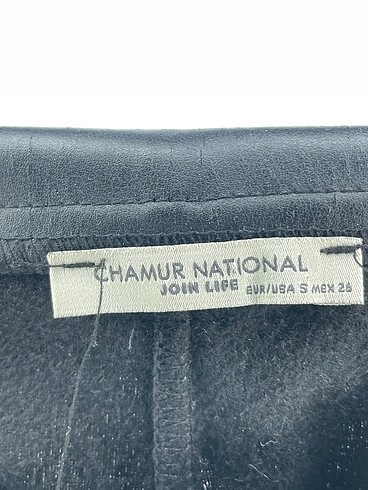 CHAMUR NATIONAL
JOIN LIFE EUR/USA S MEX 26